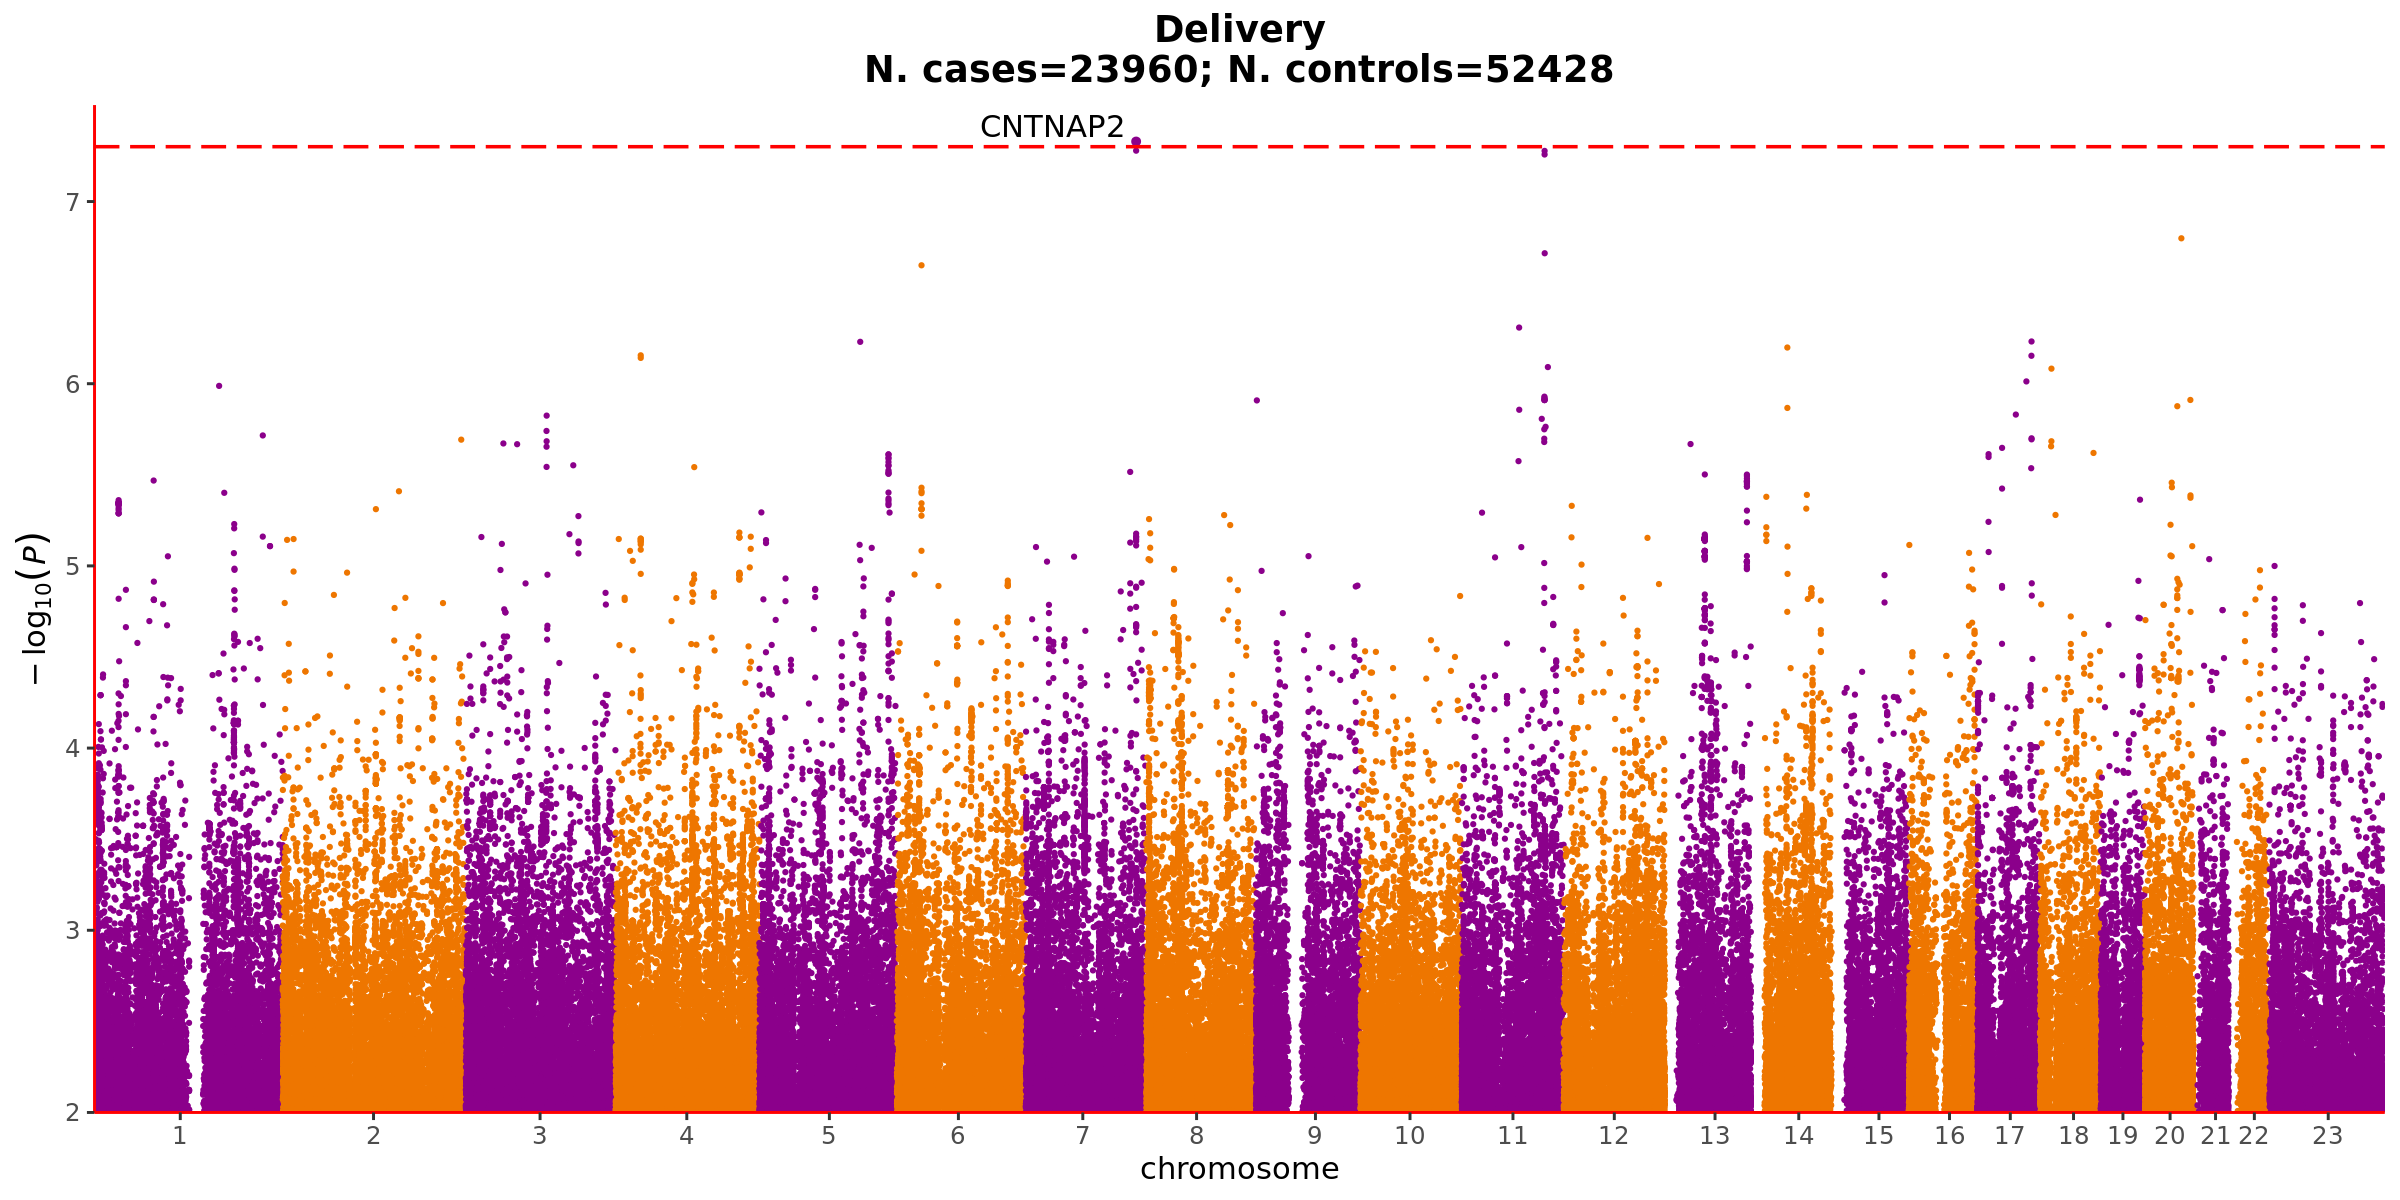 Delivery
N. cases=23960; N. controls=52428
CNTNAP2
7
6
5
4
3
2
−log10(P)
1 2 3 4 5 6 7 8 9 10 11 12 13 14 15 16 17 18 19 20 21 22 23
chromosome